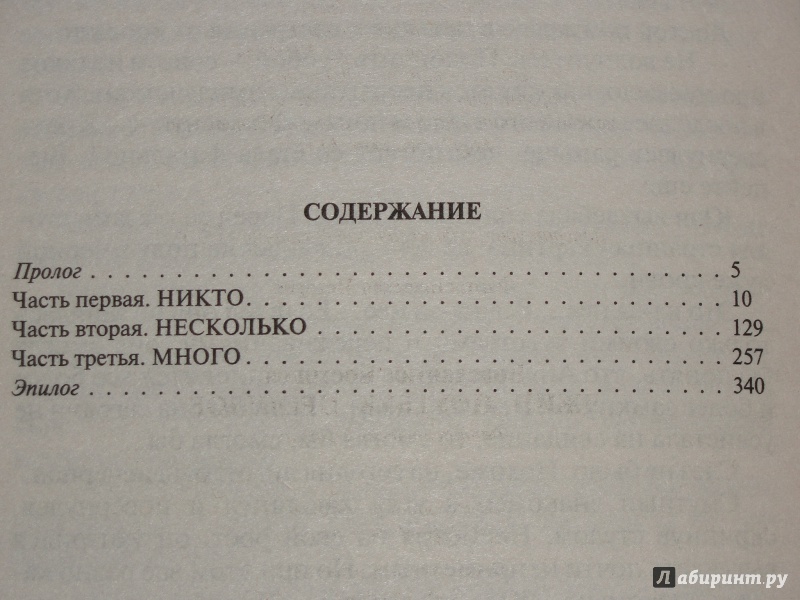 СОДЕРЖАНИЕ
Пролог . . . . . . . . . . . . . . . . . . . . . . . . . . . . . . . . . . . . 5
Часть первая. НИКТО. . . . . . . . . . . . . . . . . . . . . . . . . . 10
Часть вторая. НЕСКОЛЬКО . . . . . . . . . . . . . . . . . . . . . . 129
Часть третья. МНОГО . . . . . . . . . . . . . . . . . . . . . . . . . . 257
Эпилог . . . . . . . . . . . . . . . . . . . . . . . . . . . . . . . . . . . . 340
Лабиринт.ру